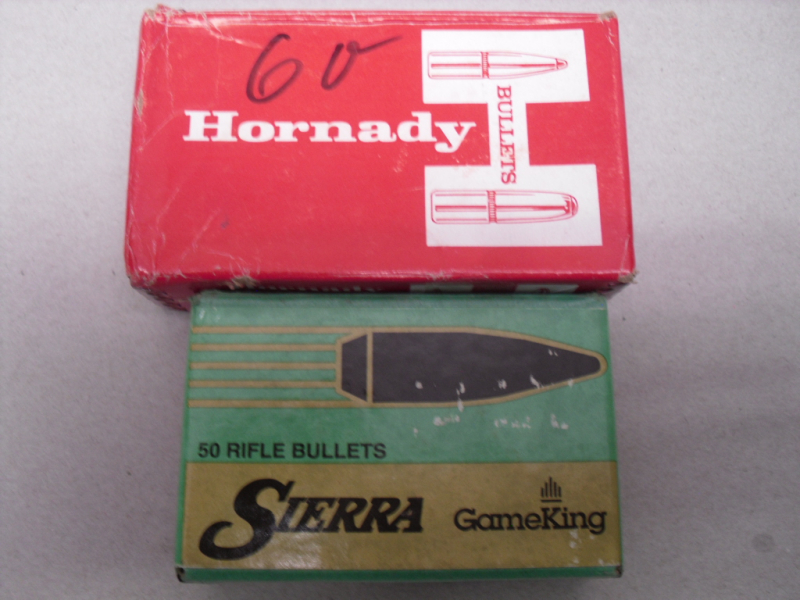 60
Hornady
BULLETS
50 RIFLE BULLETS
SIERRA
GameKing